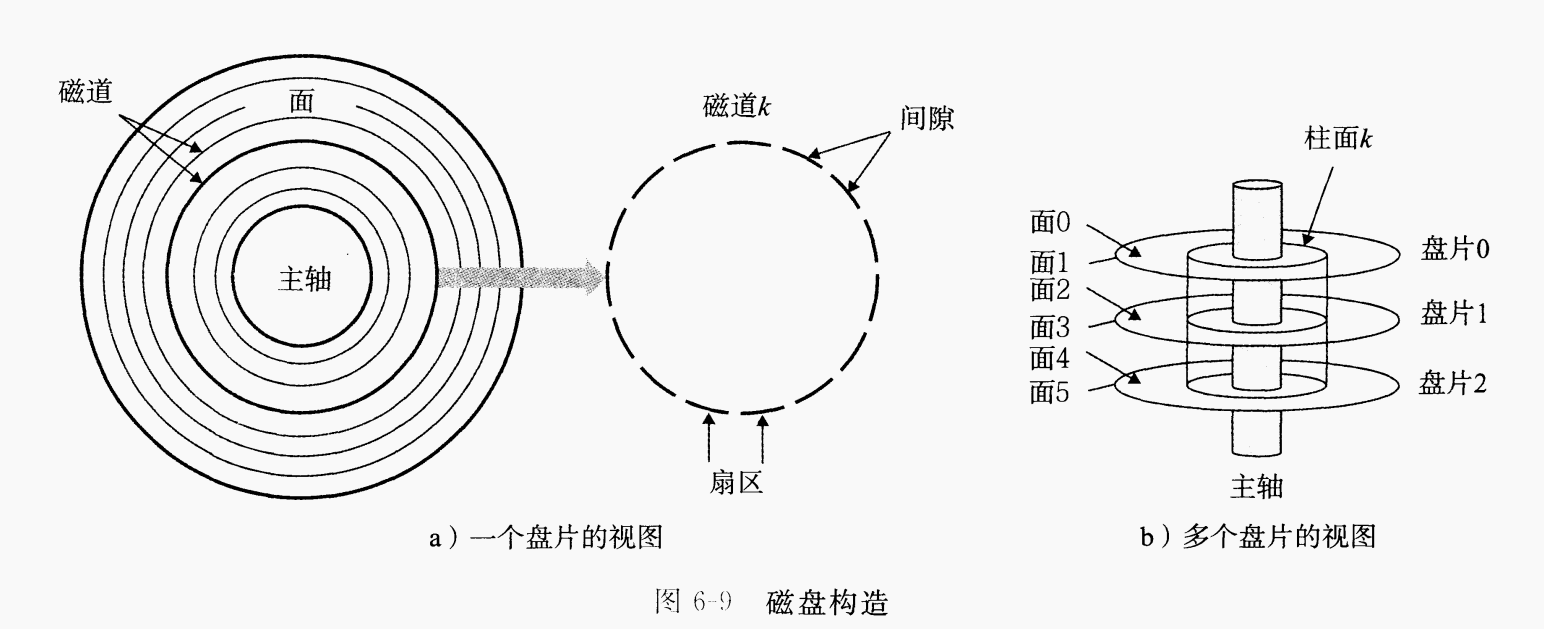 磁道
面
主轴
磁道k
间隙
扇区
a）一个盘片的视图
柱面k
面0
面1
面2
面3
面4
面5
盘片0
盘片1
盘片2
主轴
b）多个盘片的视图
图 6-9 磁盘构造